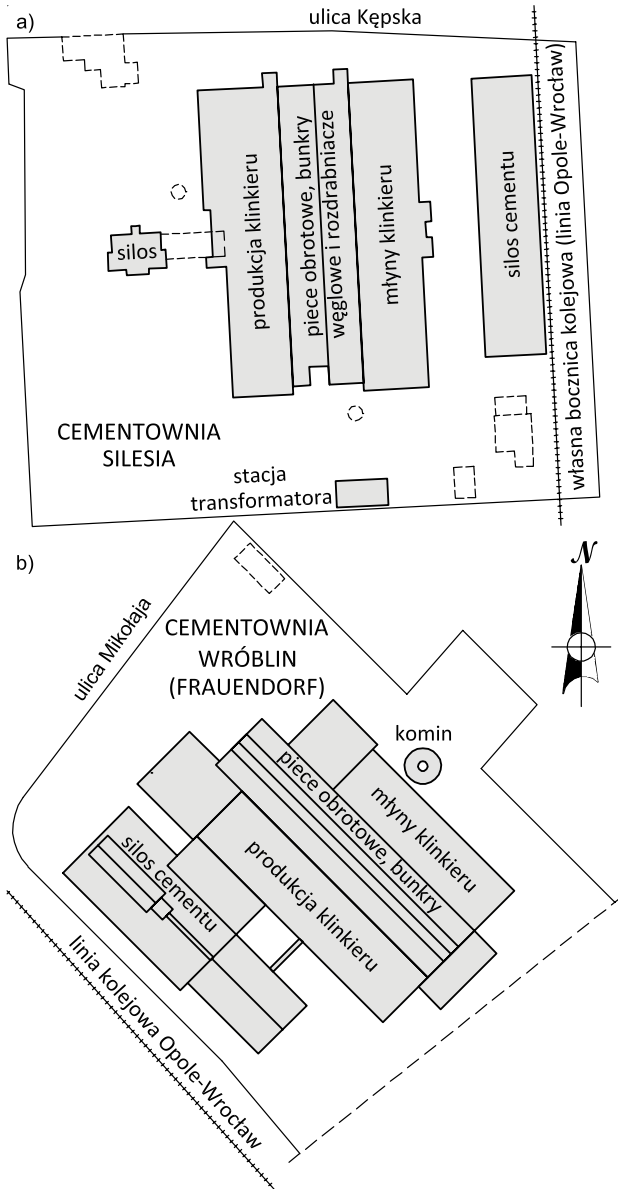 a)
ulica Kępska
produkcja klinkieru
piece obrotowe, bunkry
węglowe i rozdrabniacze
młyny klinkieru
silos cementu
własna bocznica kolejowa (linia Opole-Wrocław)
silos
CEMENTOWNIA
SILESIA
stacja
transformatora
b)
N
ulica Mikołaja
CEMENTOWNIA
WRÓBLIN
(FRAUENDORF)
komin
piece obrotowe, bunkry
młyny klinkieru
produkcja klinkieru
silos cementu
linia kolejowa Opole-Wrocław